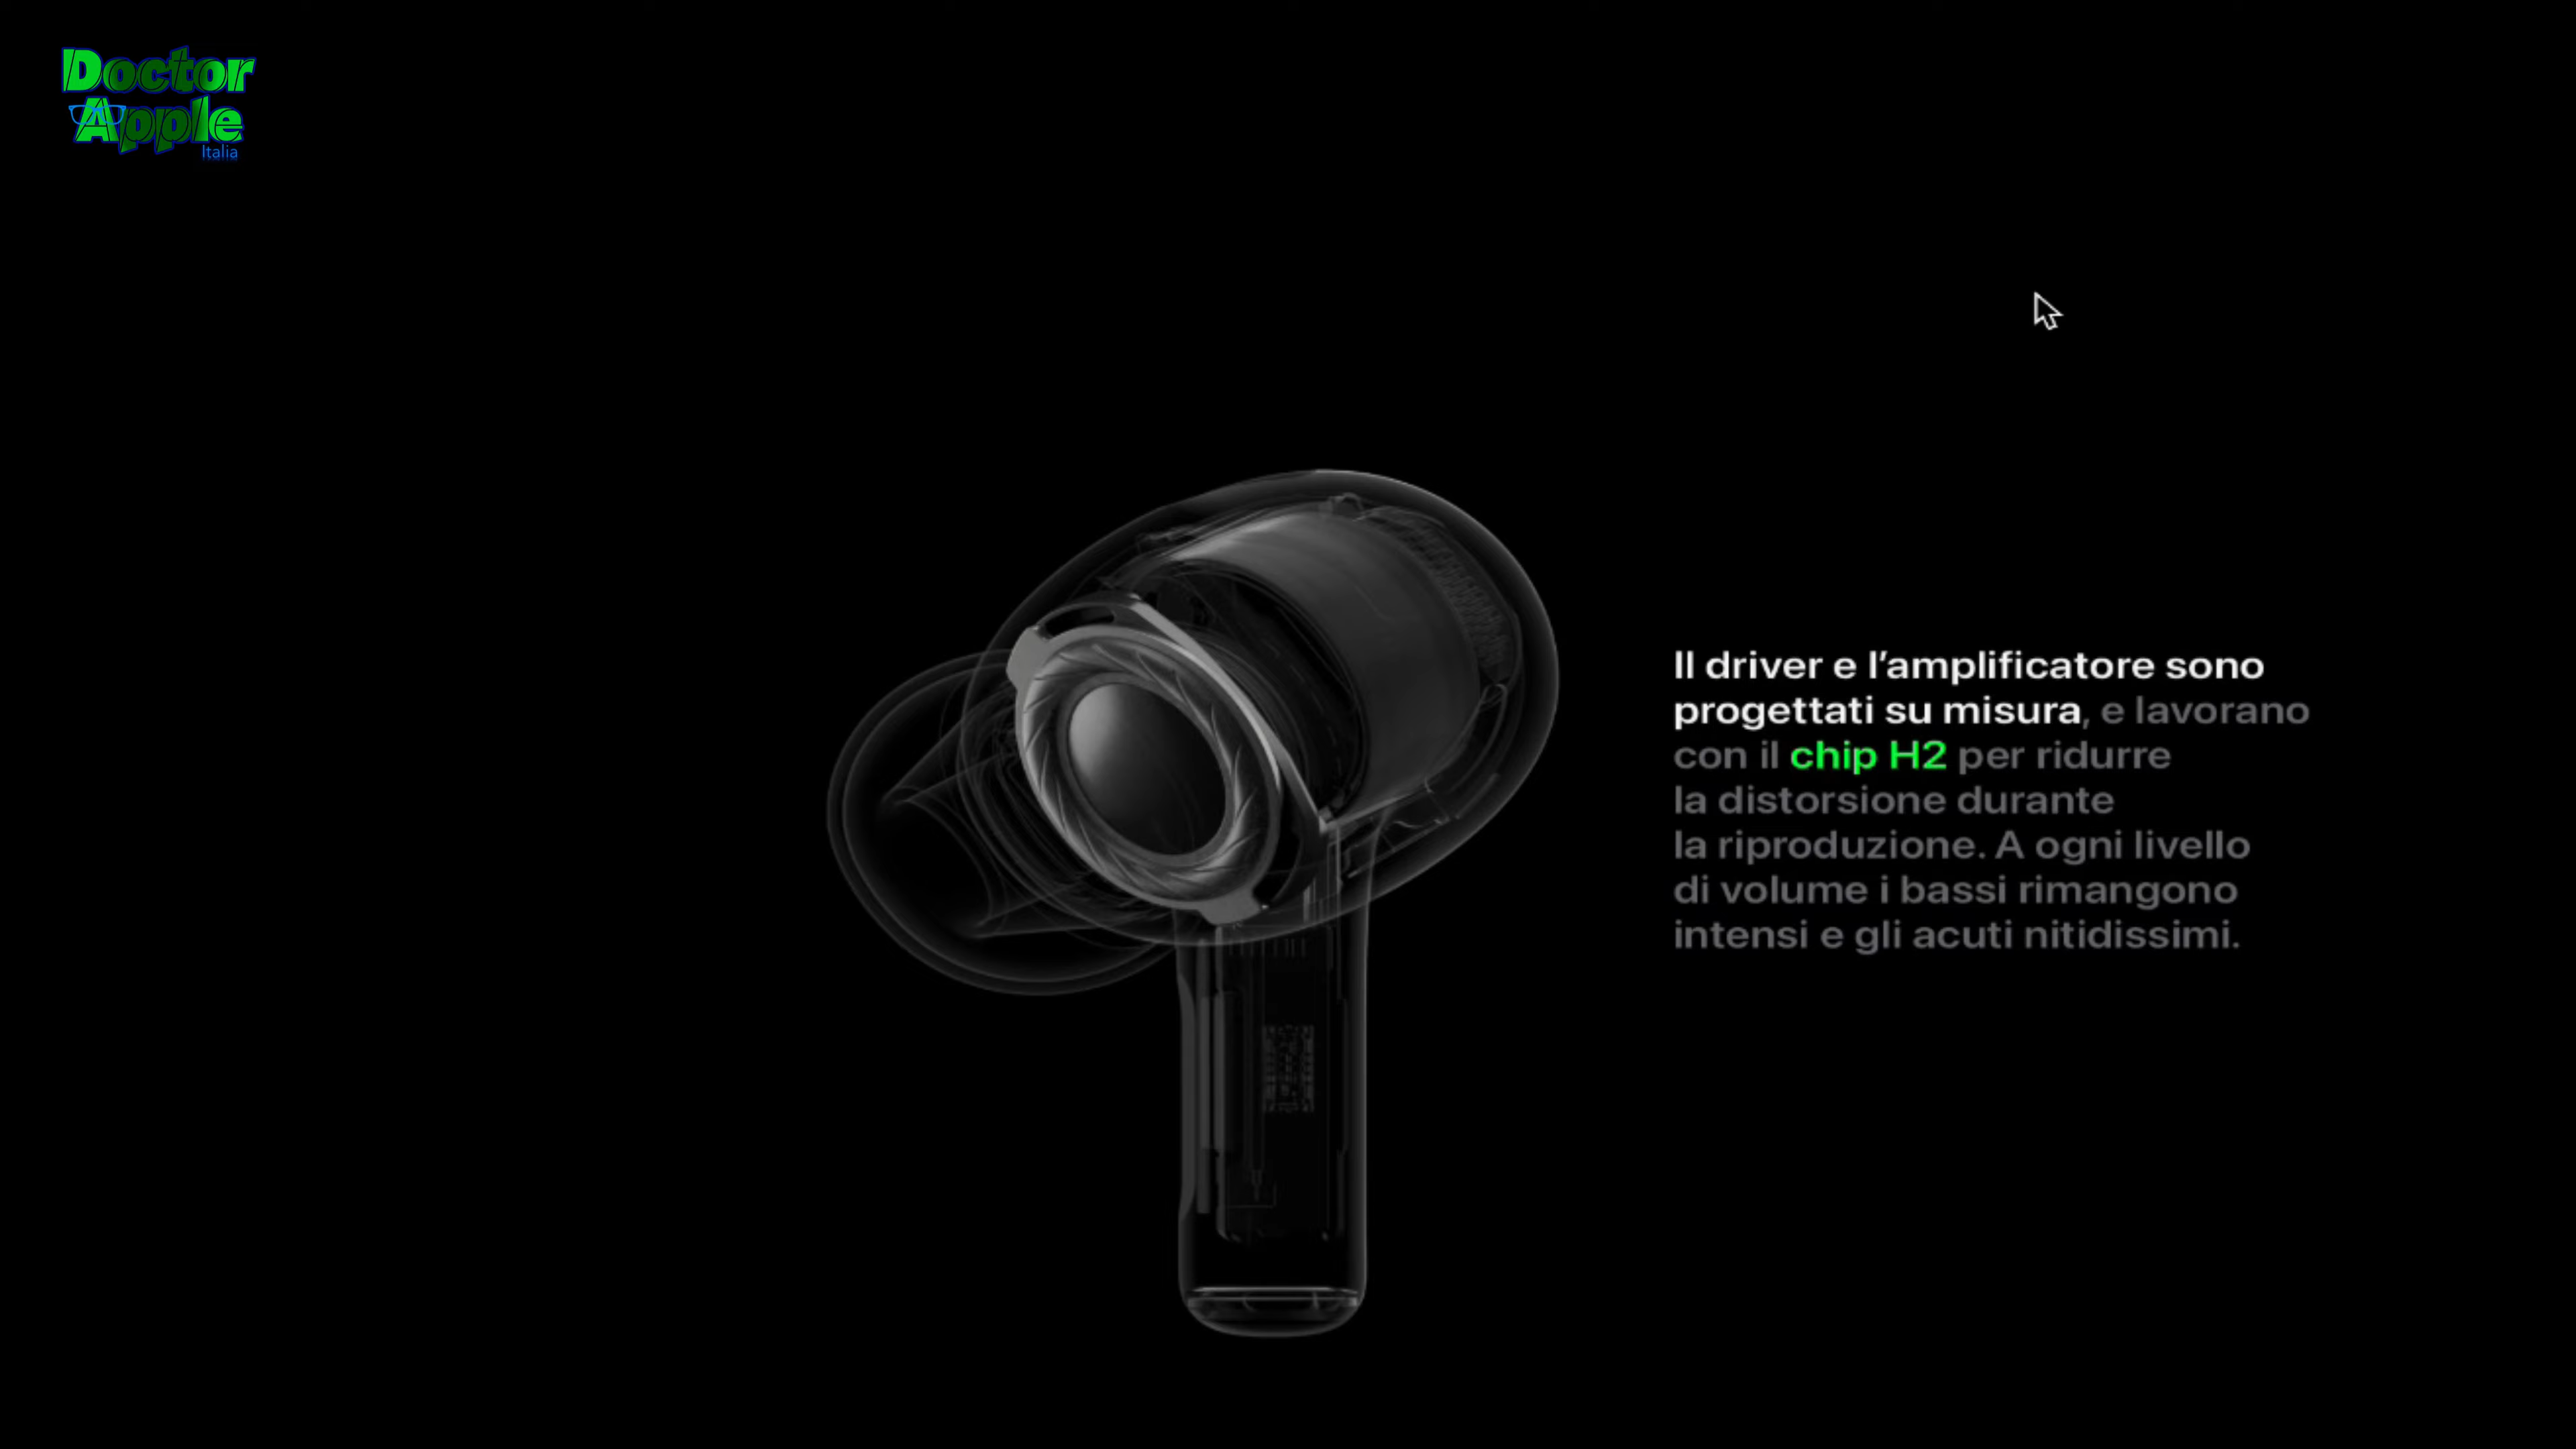 Doctor
Apple
Italia
Il driver e l’amplificatore sono
progettati su misura, e lavorano
con il chip H2 per ridurre
la distorsione durante
la riproduzione. A ogni livello
di volume i bassi rimangono
intensi e gli acuti nitidissimi.